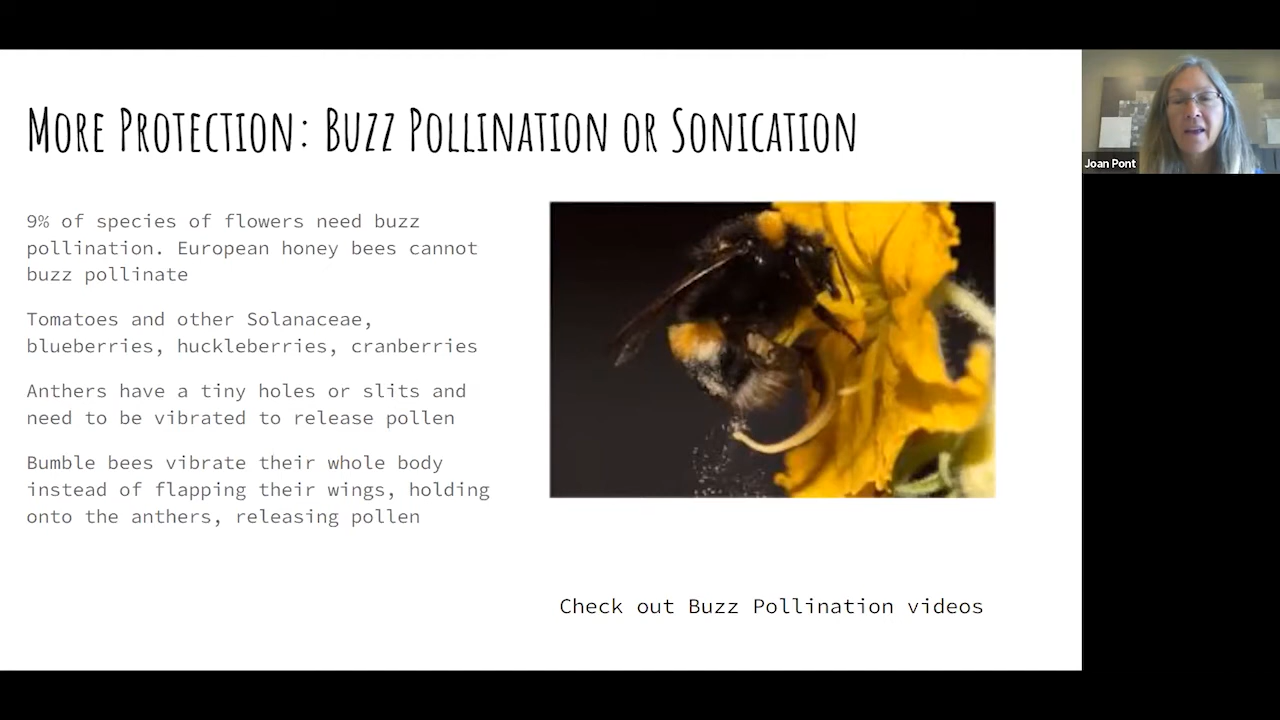 More Protection: Buzz Pollination or Sonication
9% of species of flowers need buzz
pollination. European honey bees cannot
buzz pollinate
Tomatoes and other Solanaceae,
blueberries, huckleberries, cranberries
Anthers have a tiny holes or slits and
need to be vibrated to release pollen
Bumble bees vibrate their whole body
instead of flapping their wings, holding
onto the anthers, releasing pollen
Check out Buzz Pollination videos
Joan Pont